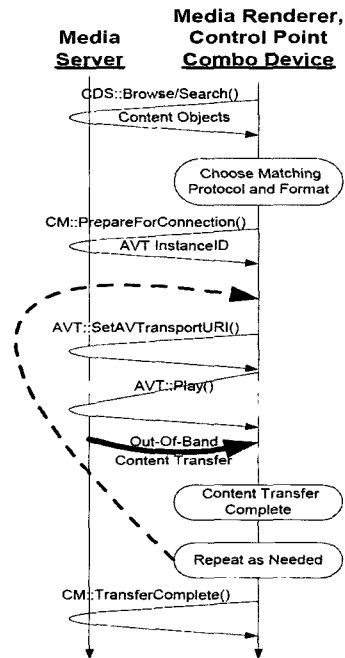 Media Server
Media Renderer,
Control Point
Combo Device
CDS::Browse/Search()
Content Objects
Choose Matching
Protocol and Format
CM::PrepareForConnection()
AVT InstanceID
AVT::SetAVTransportURI()
AVT::Play()
Out-Of-Band
Content Transfer
Content Transfer
Complete
Repeat as Needed
CM::TransferComplete()